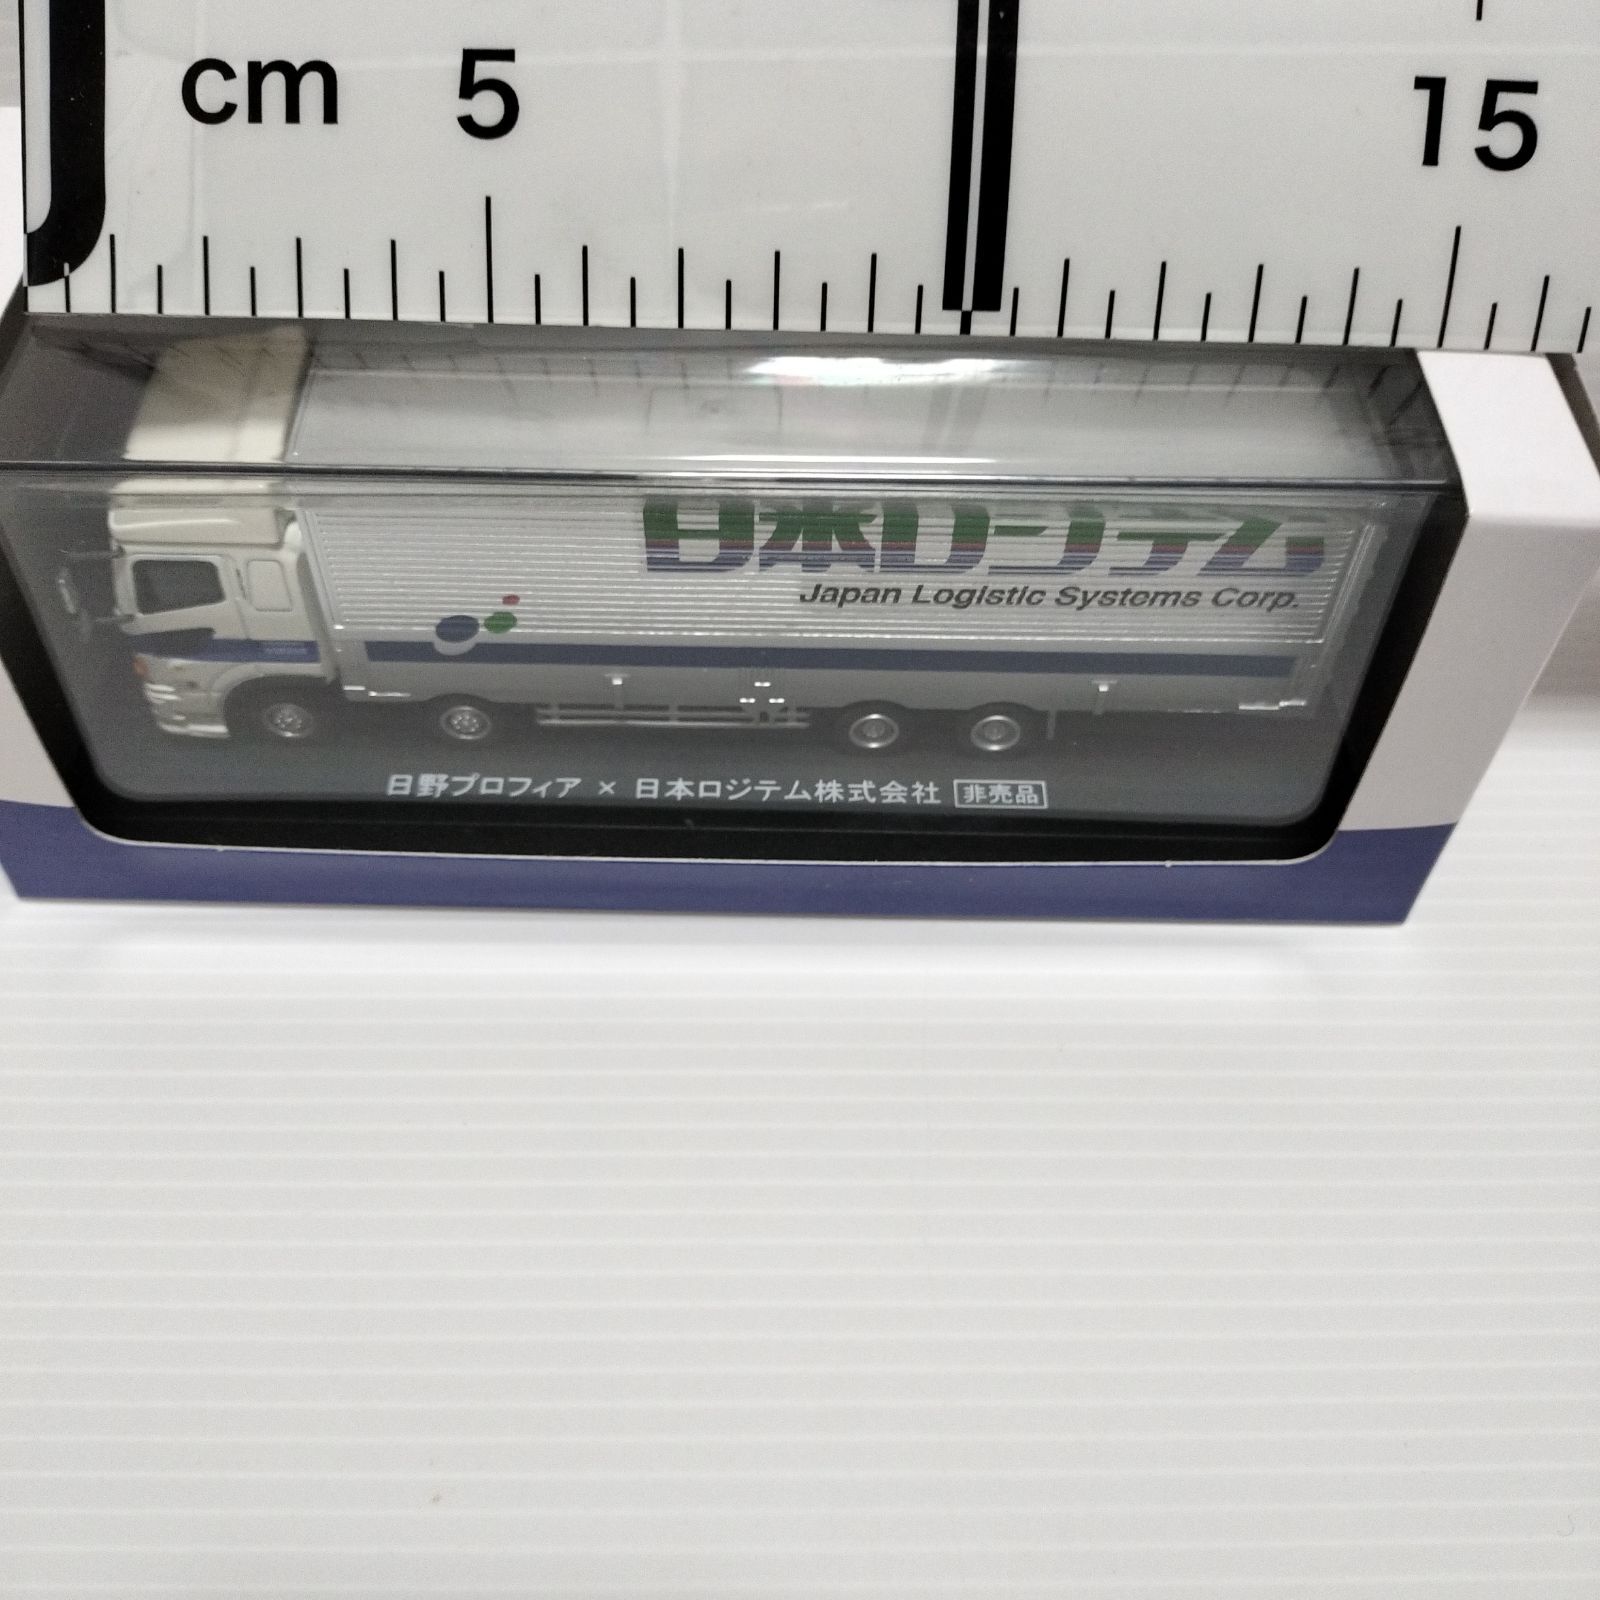 cm 5 15
日本ロジテム
Japan Logistic Systems Corp.
日野プロフィア × 日本ロジテム株式会社 非売品